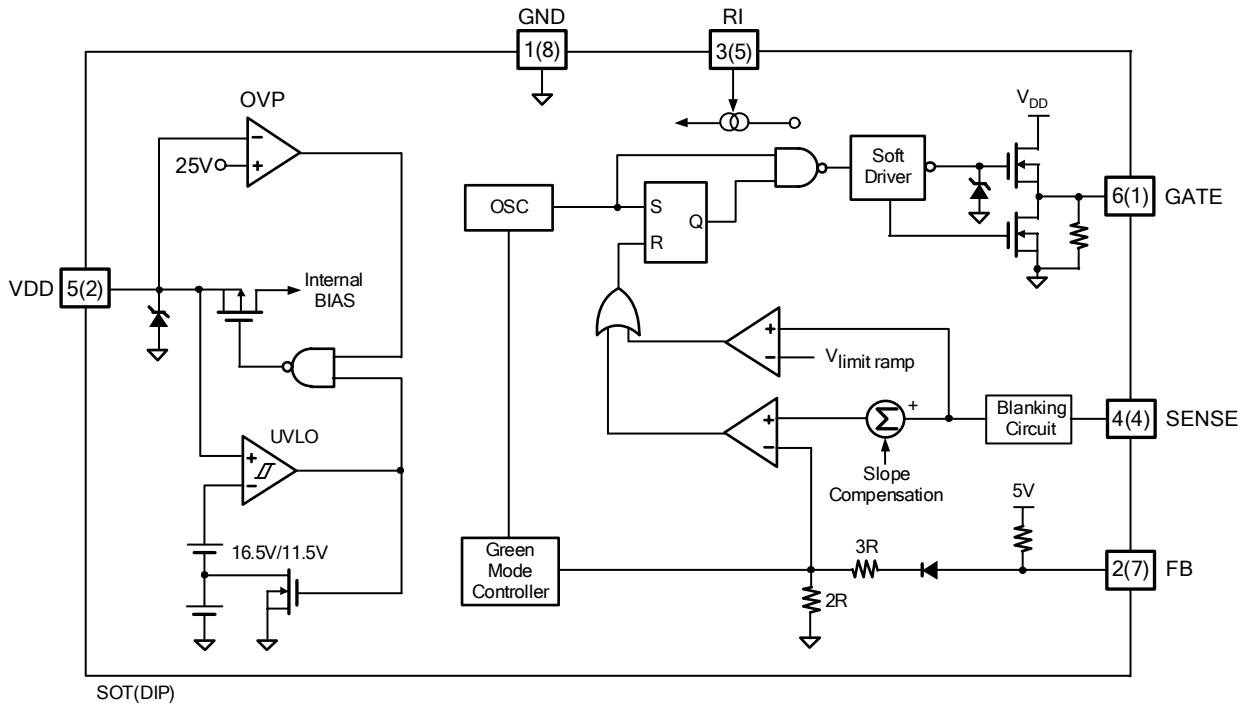 GND
1(8)
RI
3(5)
OVP
−
25V
+
VDD
5(2)
Internal
BIAS
UVLO
+
−
16.5V/11.5V
OSC
S
Q
R
Soft
Driver
VDD
6(1)
GATE
+
−
Vlimit ramp
+
−
Σ
+
Slope
Compensation
Blanking
Circuit
4(4)
SENSE
5V
Green
Mode
Controller
3R
2R
2(7)
FB
SOT(DIP)